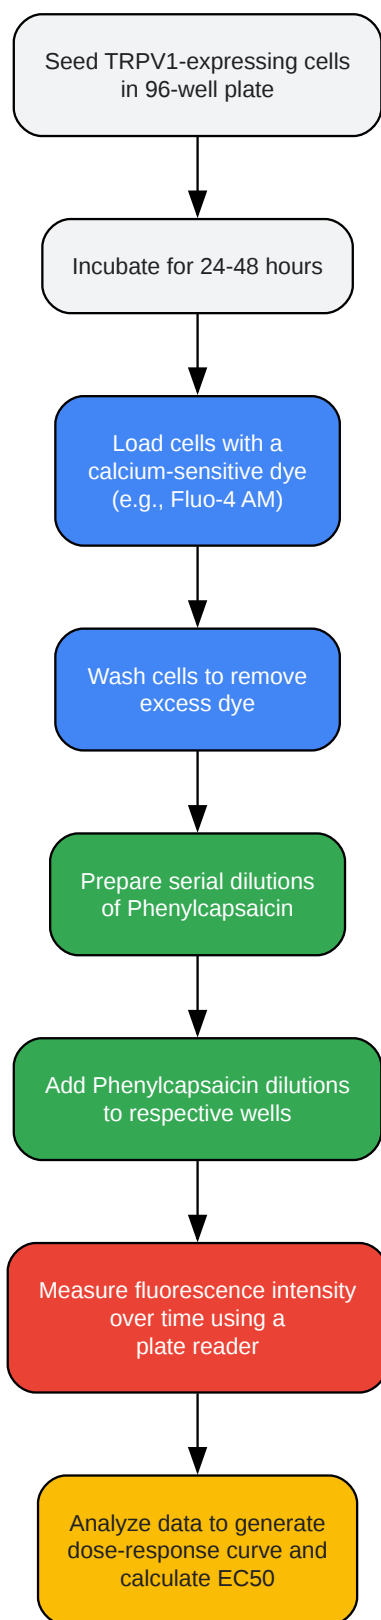 Seed TRPV1-expressing cells
in 96-well plate
Incubate for 24-48 hours
Load cells with a
calcium-sensitive dye
(e.g., Fluo-4 AM)
Wash cells to remove
excess dye
Prepare serial dilutions
of Phenylcapsaicin
Add Phenylcapsaicin dilutions
to respective wells
Measure fluorescence intensity
over time using a
plate reader
Analyze data to generate
dose-response curve and
calculate EC50